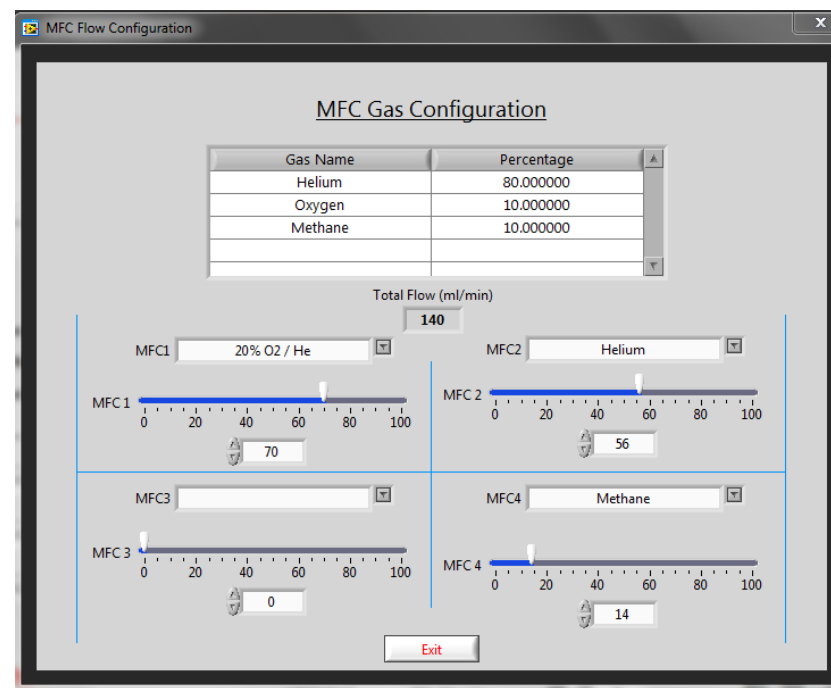 MFC Flow Configuration
x
MFC Gas Configuration
Gas Name Percentage
Helium 80.000000
Oxygen 10.000000
Methane 10.000000
Total Flow (ml/min)
140
MFC1 20% O2 / He
MFC 1
0 20 40 60 80 100
70
MFC2 Helium
MFC 2
0 20 40 60 80 100
56
MFC3
MFC 3
0 20 40 60 80 100
0
MFC4 Methane
MFC 4
0 20 40 60 80 100
14
Exit